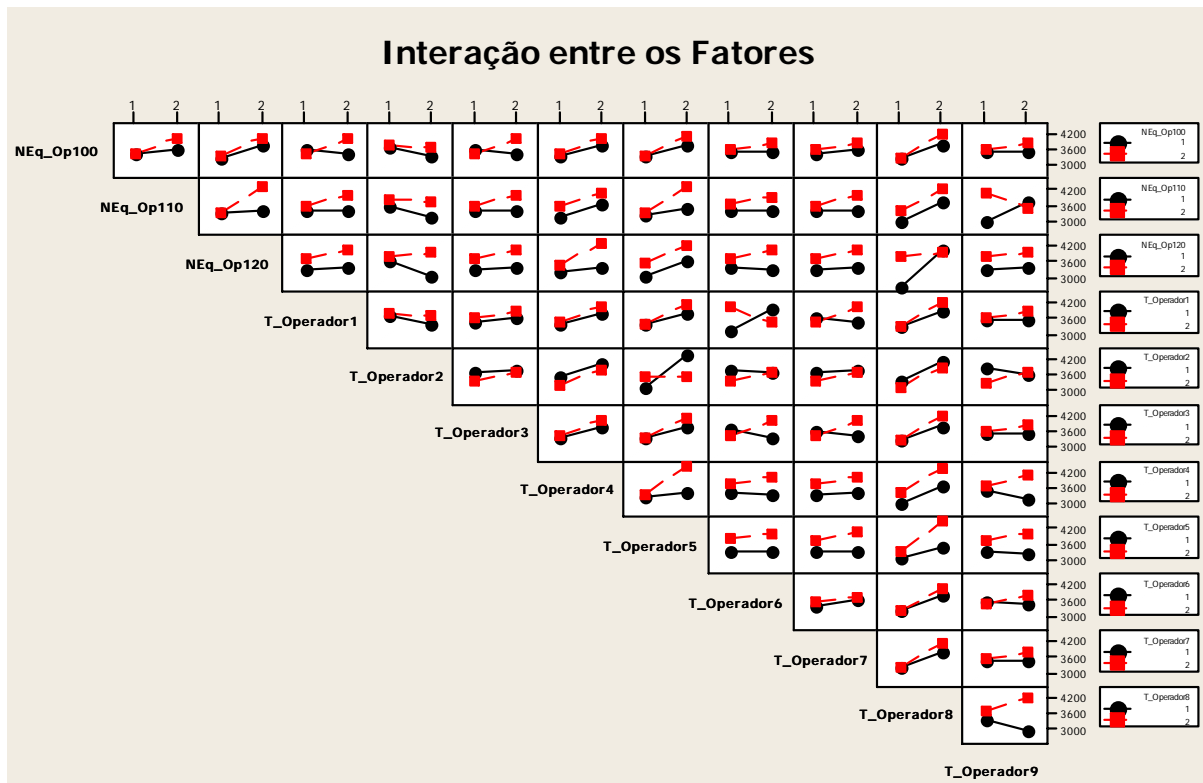 Interação entre os Fatores
1 2 1 2 1 2 1 2 1 2 1 2 1 2 1 2 1 2 1 2 1 2
NEq_Op100
4200
3600
3000
NEq_Op100
1
2
NEq_Op110
4200
3600
3000
NEq_Op110
1
2
NEq_Op120
4200
3600
3000
NEq_Op120
1
2
T_Operador1
4200
3600
3000
T_Operador1
1
2
T_Operador2
4200
3600
3000
T_Operador2
1
2
T_Operador3
4200
3600
3000
T_Operador3
1
2
T_Operador4
4200
3600
3000
T_Operador4
1
2
T_Operador5
4200
3600
3000
T_Operador5
1
2
T_Operador6
4200
3600
3000
T_Operador6
1
2
T_Operador7
4200
3600
3000
T_Operador7
1
2
T_Operador8
4200
3600
3000
T_Operador8
1
2
T_Operador9